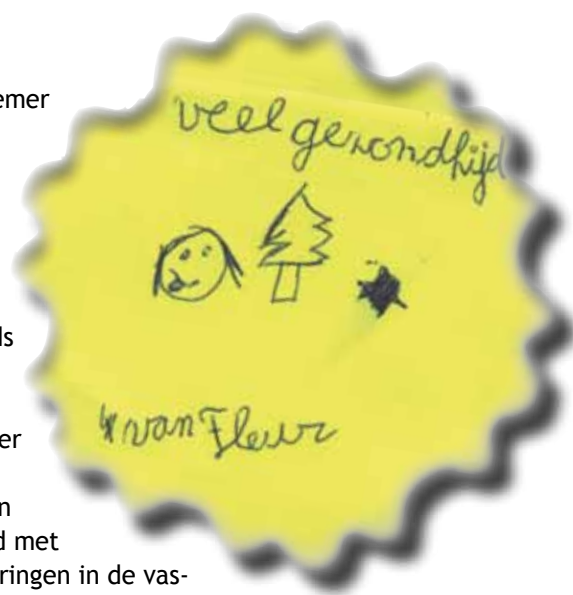 emer
veel gezondhijd
ls
er
n
van Fleur
d met
ringen in de vas-